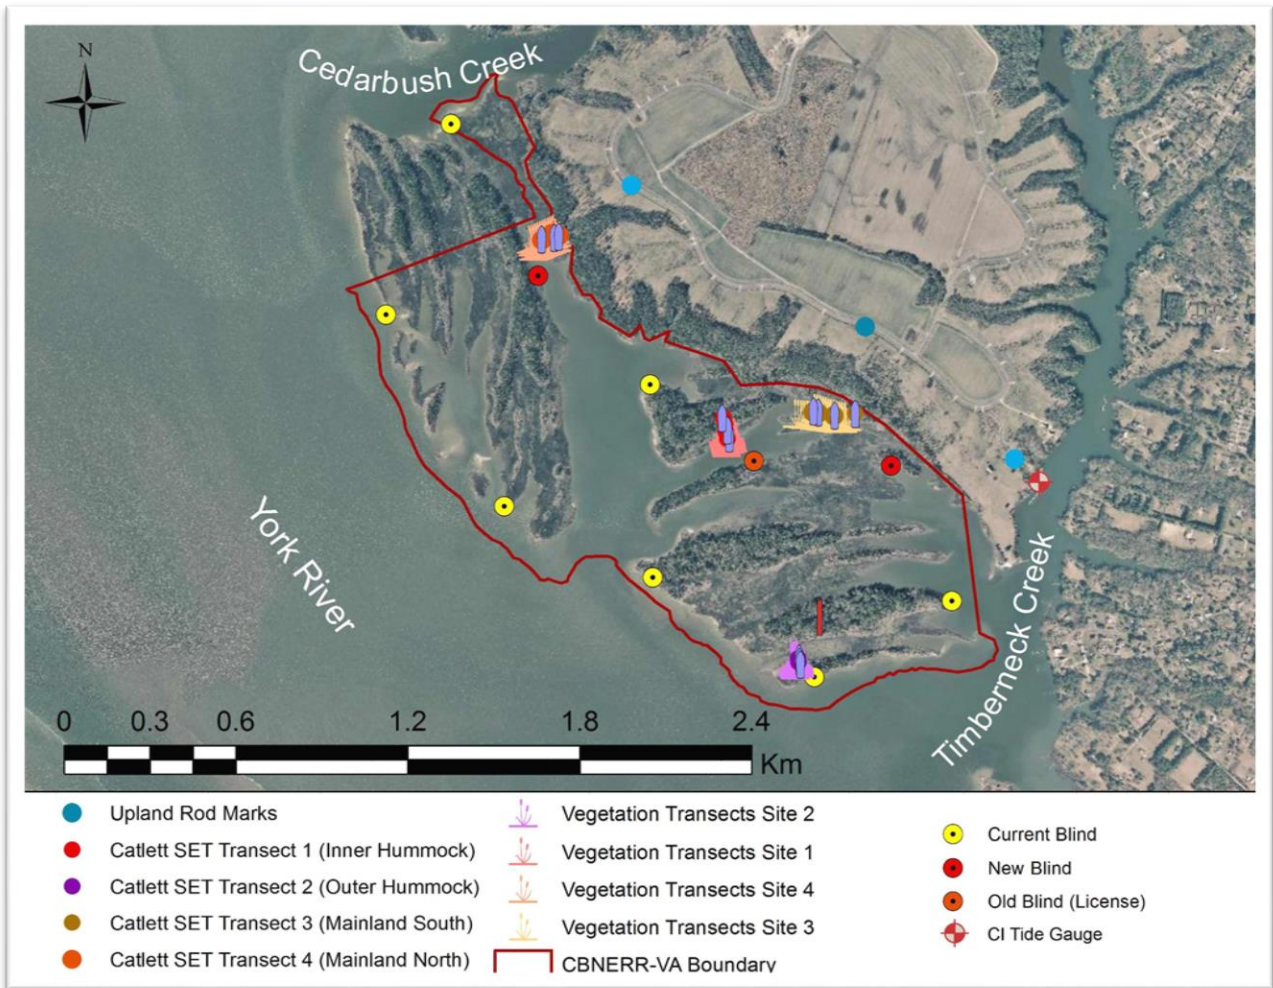 N
Cedarbush Creek
York River
Timberneck Creek
0 0.3 0.6 1.2 1.8 2.4
Km
Upland Rod Marks
Catlett SET Transect 1 (Inner Hummock)
Catlett SET Transect 2 (Outer Hummock)
Catlett SET Transect 3 (Mainland South)
Catlett SET Transect 4 (Mainland North)
Vegetation Transects Site 2
Vegetation Transects Site 1
Vegetation Transects Site 4
Vegetation Transects Site 3
CBNERR-VA Boundary
Current Blind
New Blind
Old Blind (License)
CI Tide Gauge